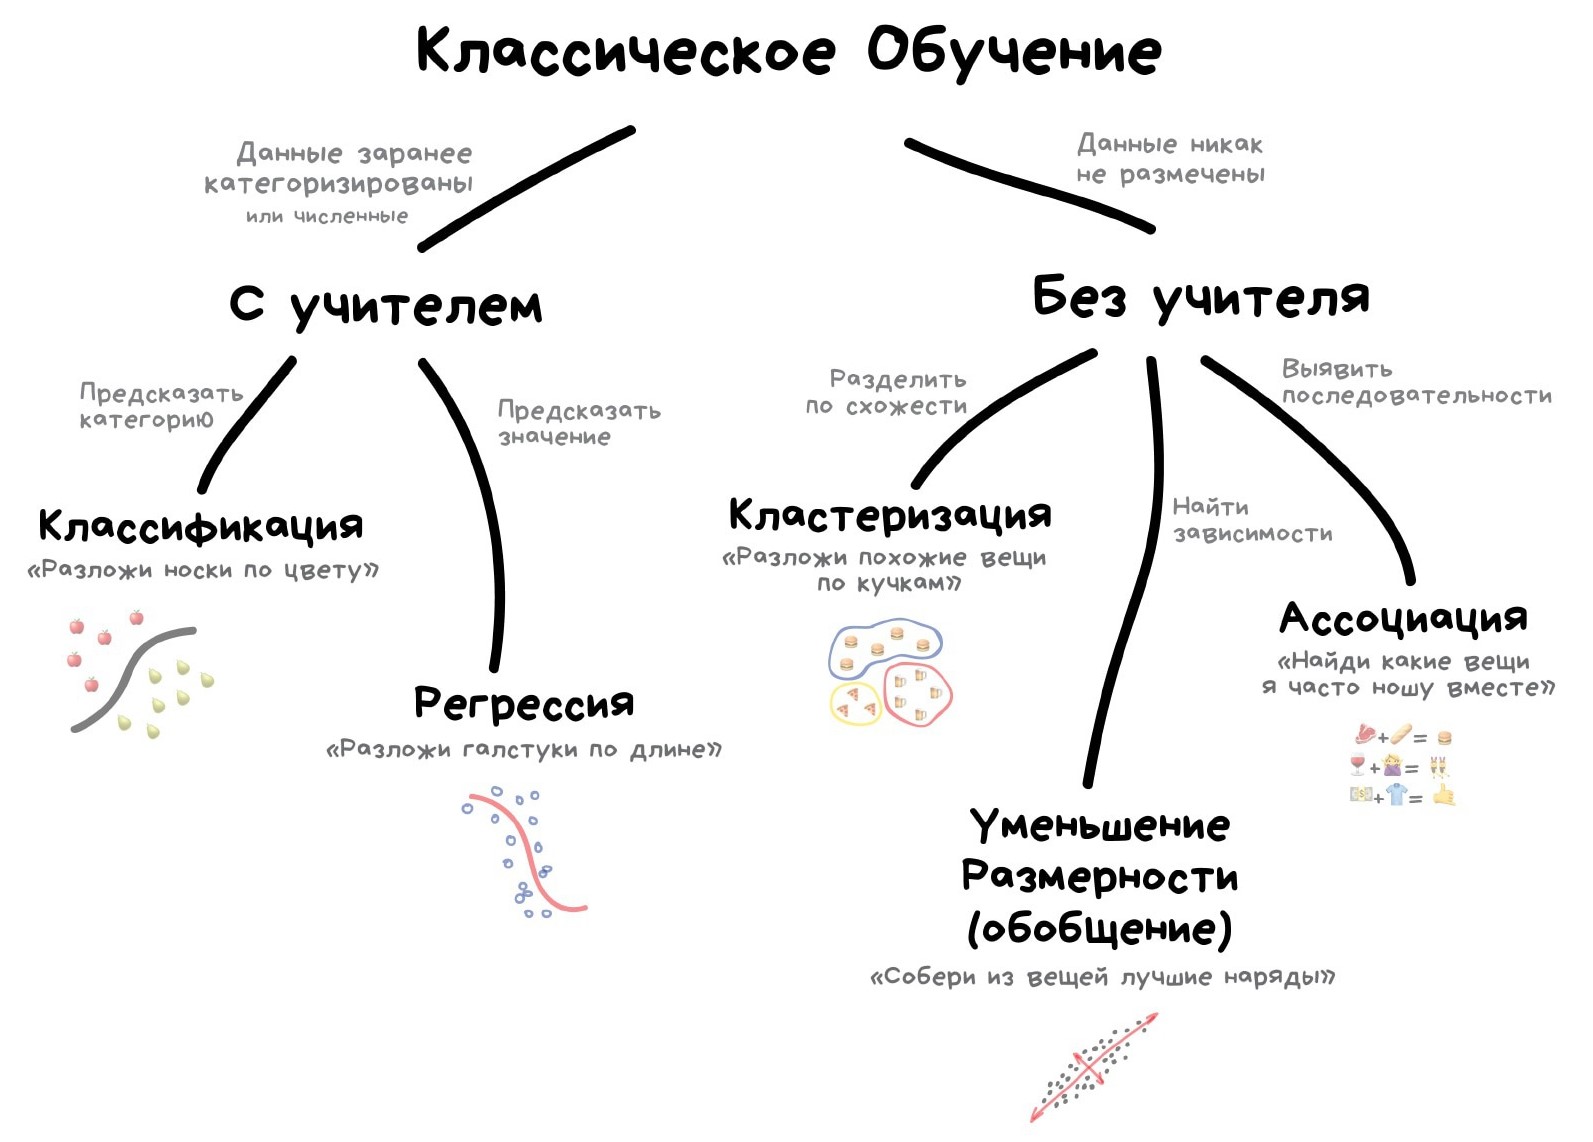 Классическое Обучение
Данные заранее
категоризированы
или численные
Данные никак
не размечены
С учителем
Без учителя
Предсказать
категорию
Предсказать
значение
Разделить
по схожести
Найти
зависимости
Выявить
последовательности
Классификация
«Разложи носки по цвету»
Регрессия
«Разложи галстуки по длине»
Кластеризация
«Разложи похожие вещи
по кучкам»
Уменьшение
Размерности
(обобщение)
«Собери из вещей лучшие наряды»
Ассоциация
«Найди какие вещи
я часто ношу вместе»
+ =
+ =
+ =